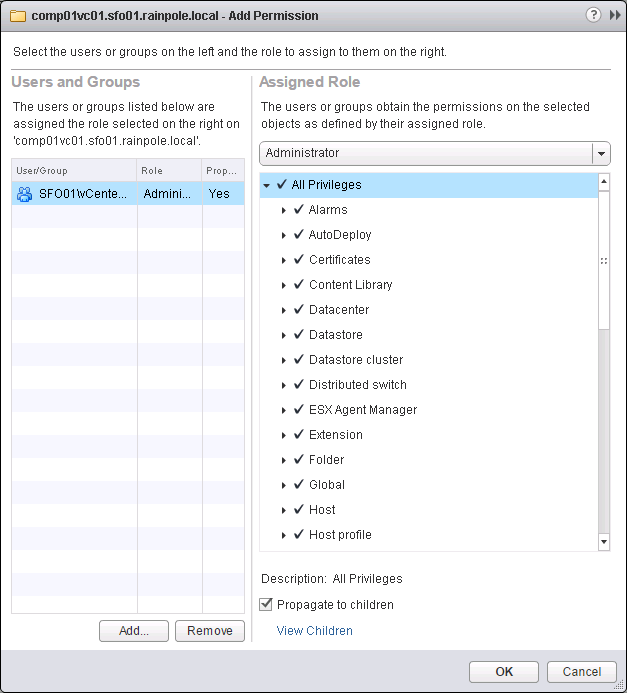 comp01vc01.sfo01.rainpole.local - Add Permission
?
Select the users or groups on the left and the role to assign to them on the right.
Users and Groups
The users or groups listed below are
assigned the role selected on the right on
'comp01vc01.sfo01.rainpole.local'.
User/Group Role Prop...
SFO01\vCente... Admini... Yes
Add... Remove
Assigned Role
The users or groups obtain the permissions on the selected
objects as defined by their assigned role.
Administrator
All Privileges
Alarms
AutoDeploy
Certificates
Content Library
Datacenter
Datastore
Datastore cluster
Distributed switch
ESX Agent Manager
Extension
Folder
Global
Host
Host profile
Description: All Privileges
Propagate to children
View Children
OK Cancel